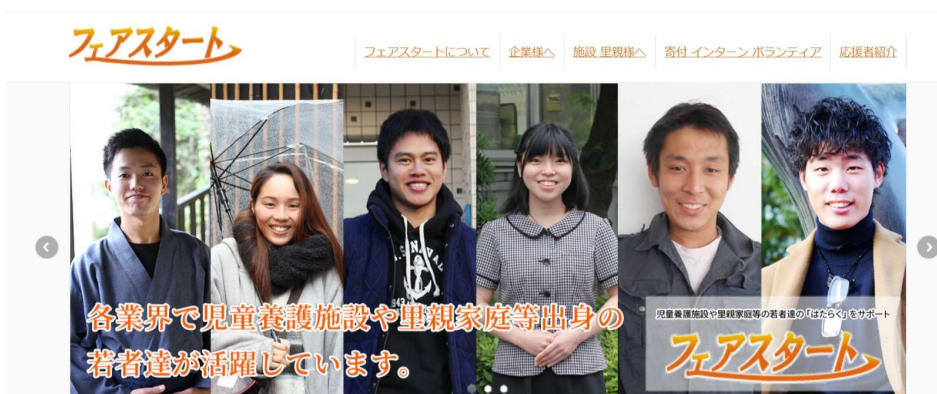 フェアスタート
フェアスタートについて
企業様へ
施設 里親様へ
寄付 インターン ボランティア
応援者紹介
各業界で児童養護施設や里親家庭等出身の
若者達が活躍しています。
児童養護施設や里親家庭等の若者達の「はたらく」をサポート
フェアスタート